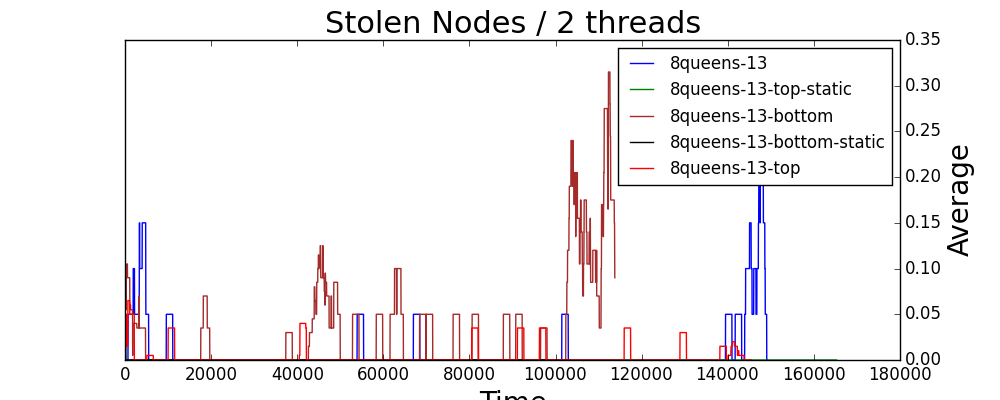 Stolen Nodes / 2 threads
8queens-13
8queens-13-top-static
8queens-13-bottom
8queens-13-bottom-static
8queens-13-top
0.35
0.30
0.25
0.20
0.15
0.10
0.05
0.00
Average
0 20000 40000 60000 80000 100000 120000 140000 160000 180000
Time